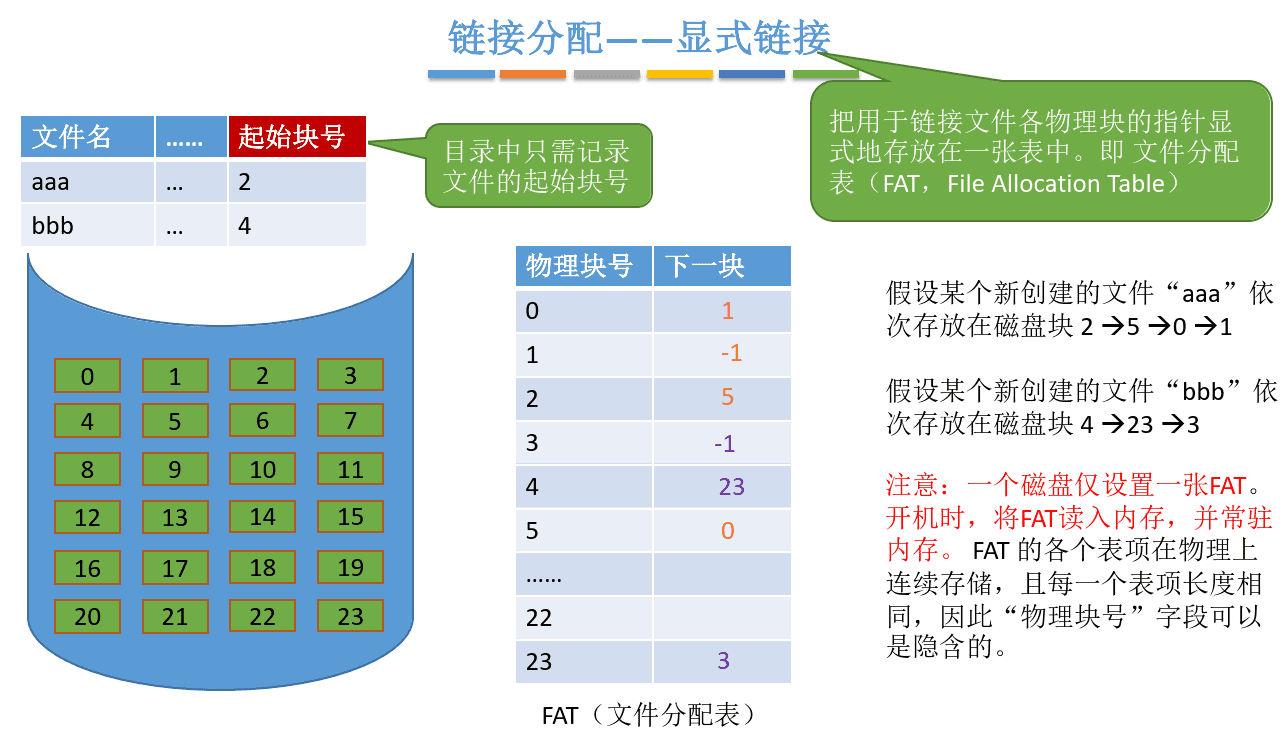 链接分配——显式链接
把用于链接文件各物理块的指针显
式地存放在一张表中。即 文件分配
表（FAT，File Allocation Table）
文件名 …… 起始块号
aaa … 2
bbb … 4
目录中只需记录
文件的起始块号
0 1 2 3
4 5 6 7
8 9 10 11
12 13 14 15
16 17 18 19
20 21 22 23
物理块号 下一块
0 1
1 -1
2 5
3 -1
4 23
5 0
……
22
23 3
FAT（文件分配表）
假设某个新创建的文件“aaa”依
次存放在磁盘块 2 →5 →0 →1
假设某个新创建的文件“bbb”依
次存放在磁盘块 4 →23 →3
注意：一个磁盘仅设置一张FAT。
开机时，将FAT读入内存，并常驻
内存。 FAT 的各个表项在物理上
连续存储，且每一个表项长度相
同，因此“物理块号”字段可以
是隐含的。